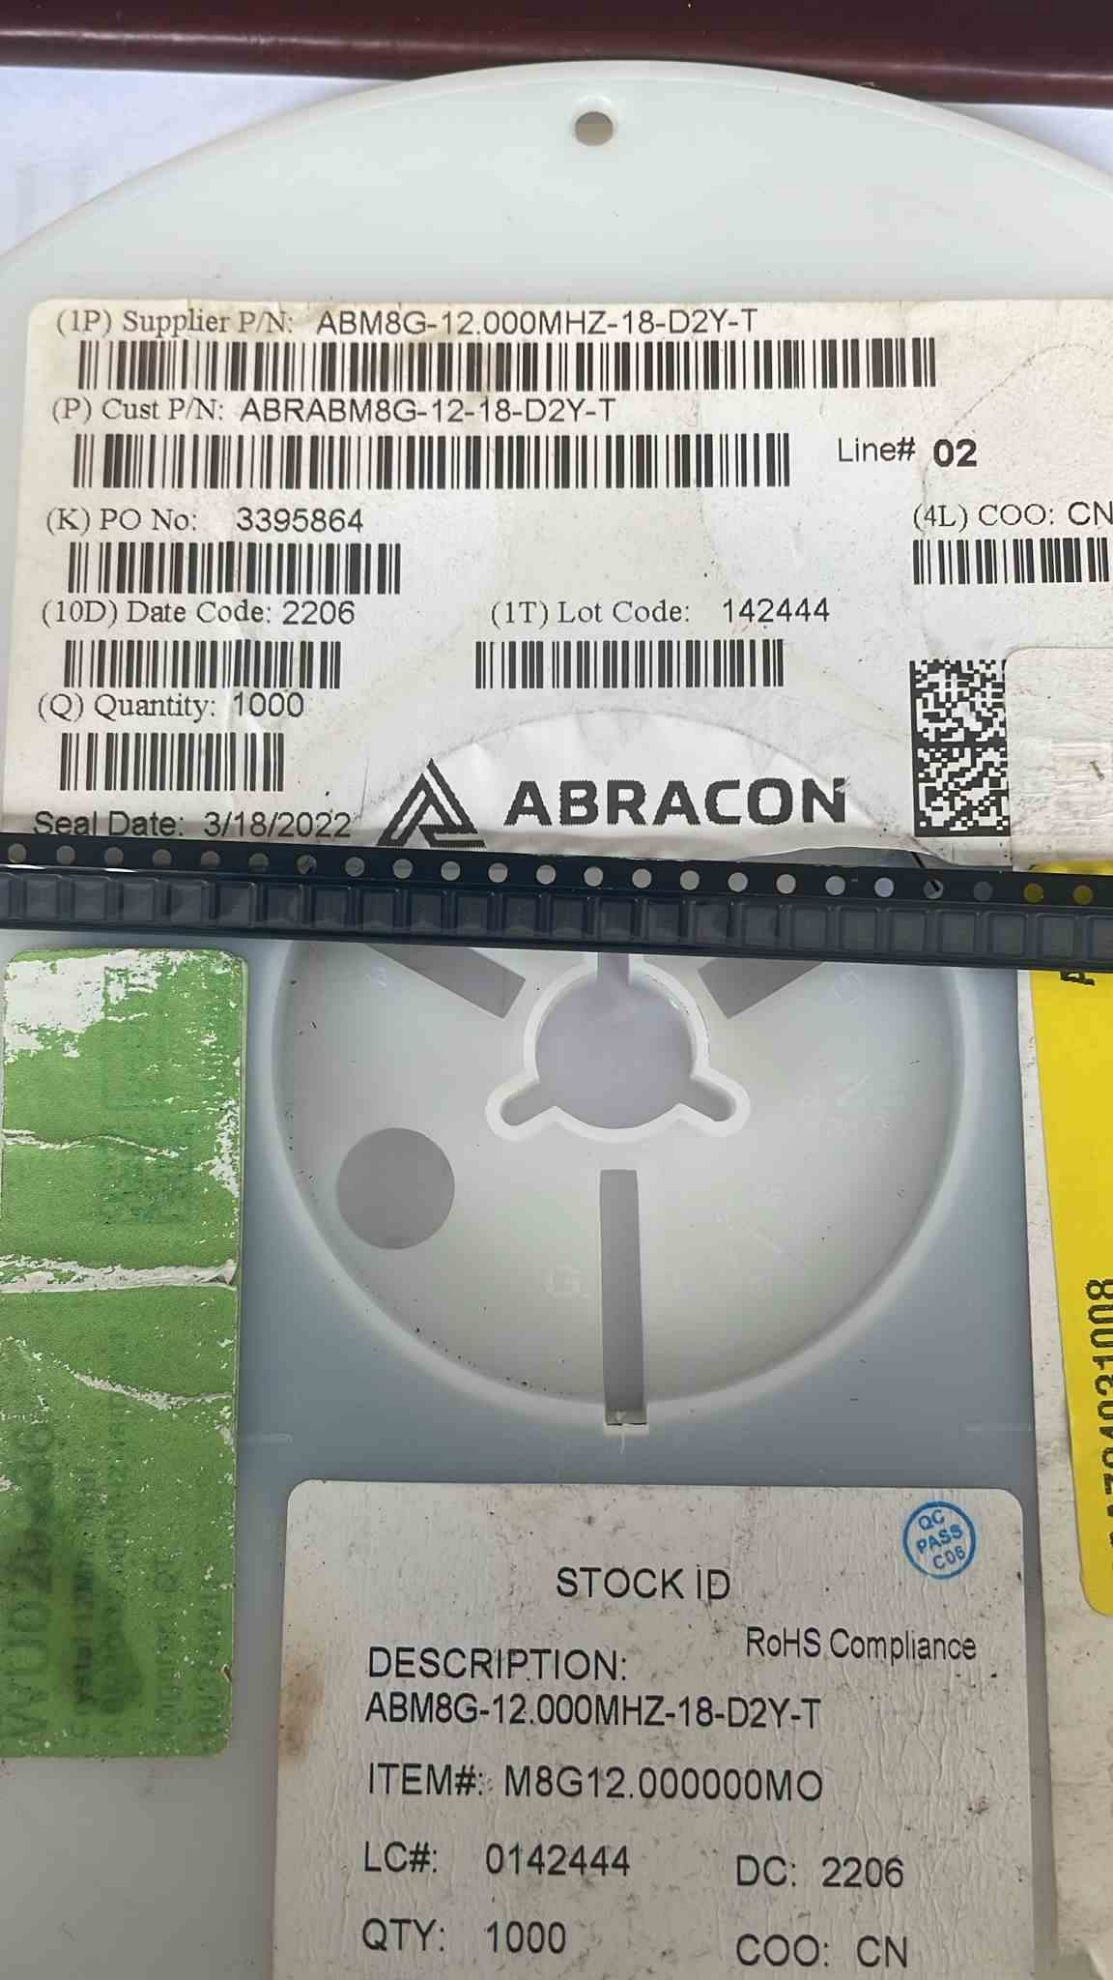 (1P) Supplier P/N: ABM8G-12.000MHZ-18-D2Y-T
(P) Cust P/N: ABRABM8G-12-18-D2Y-T
Line# 02
(K) PO No: 3395864
(4L) COO: CN
(10D) Date Code: 2206
(1T) Lot Code: 142444
(Q) Quantity: 1000
ABRACON
Seal Date: 3/18/2022
QC
PASS
C06
STOCK ID
RoHS Compliance
DESCRIPTION:
ABM8G-12.000MHZ-18-D2Y-T
ITEM#: M8G12.000000MO
LC#: 0142444
DC: 2206
QTY: 1000
COO: CN